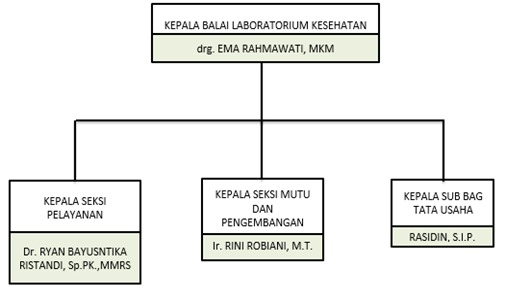 KEPALA BALAI LABORATORIUM KESEHATAN
drg. EMA RAHMAWATI, MKM
KEPALA SEKSI
PELAYANAN
Dr. RYAN BAYUSNTIKA
RISTANDI, Sp.PK.,MMRS
KEPALA SEKSI MUTU
DAN
PENGEMBANGAN
Ir. RINI ROBIANI, M.T.
KEPALA SUB BAG
TATA USAHA
RASIDIN, S.I.P.